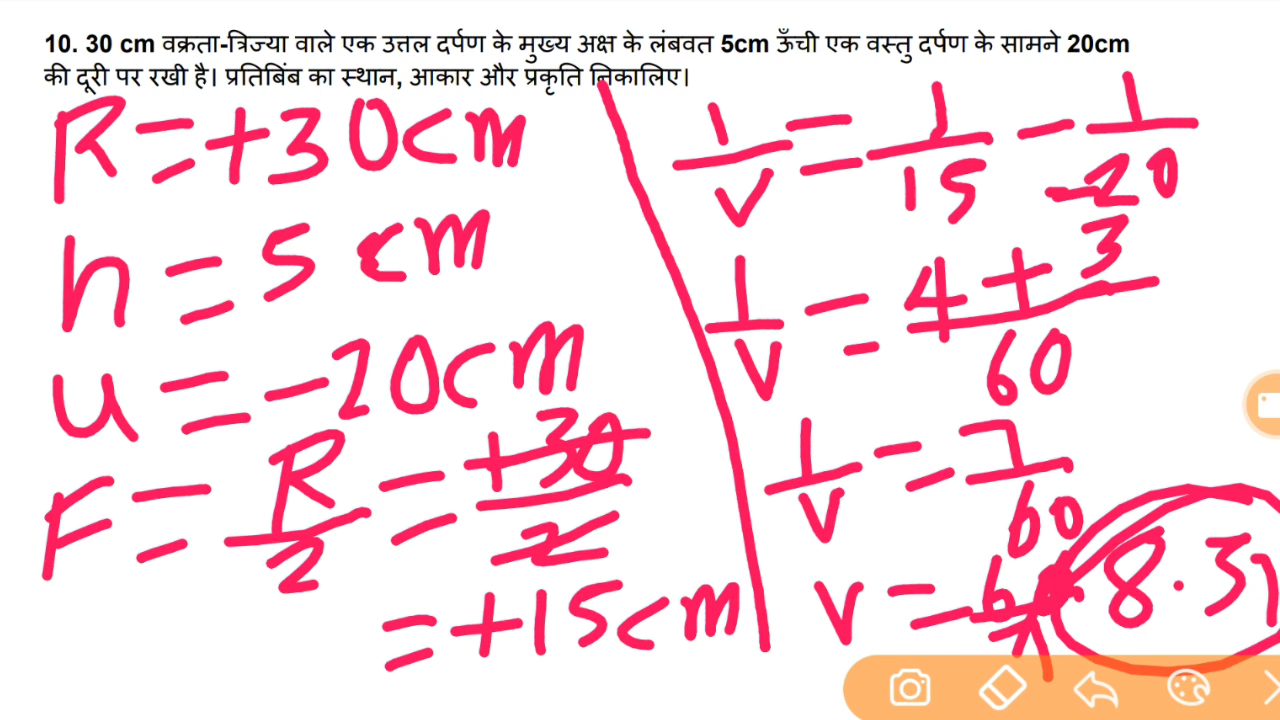 10. 30 cm वक्रता-त्रिज्या वाले एक उत्तल दर्पण के मुख्य अक्ष के लंबवत 5cm ऊँची एक वस्तु दर्पण के सामने 20cm
की दूरी पर रखी है। प्रतिबिंब का स्थान, आकार और प्रकृति निकालिए।
R = +30cm
h = 5 cm
u = -20cm
F = R/2 = +30/2
= +15cm
1/v = 1/15 - 1/-20
1/v = 4+3/60
1/v = 7/60
v = 60/7